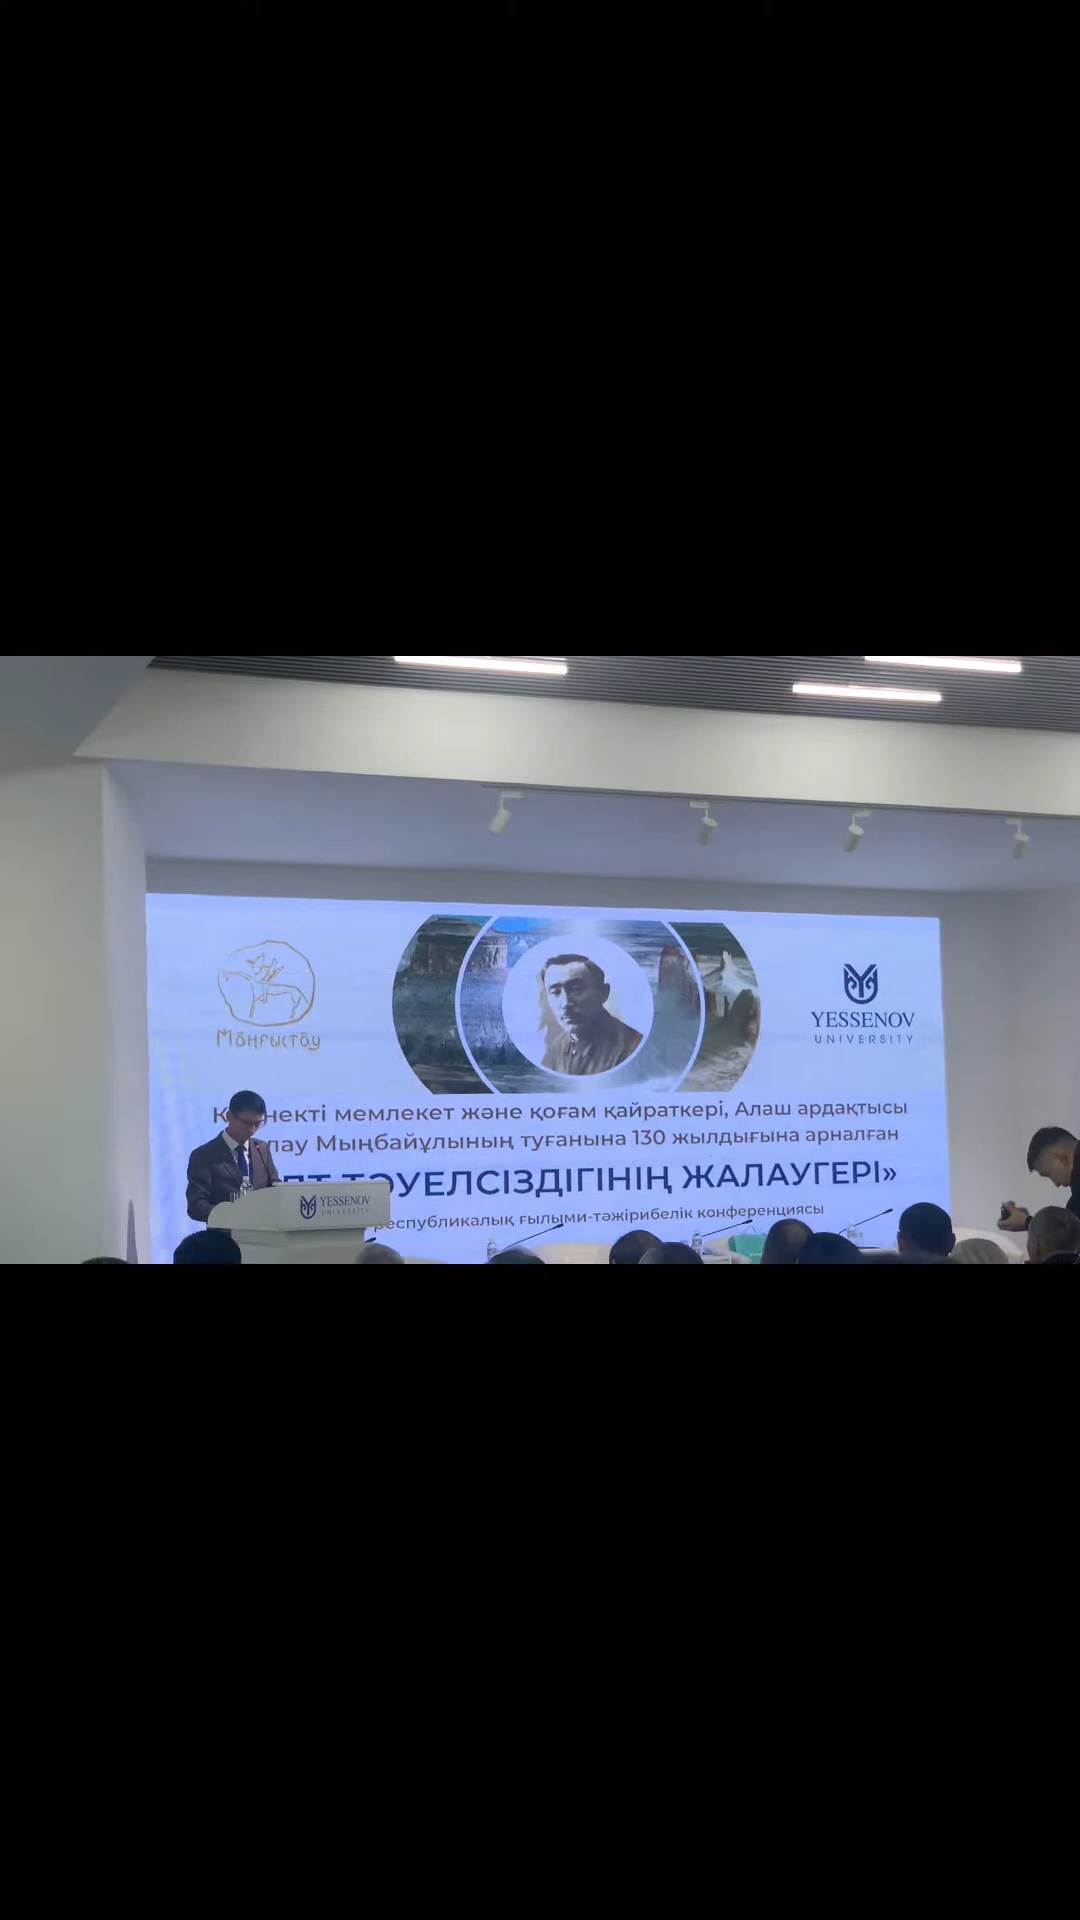 Маңғыстау
YESSENOV
UNIVERSITY
мемлекет және қоғам қайраткері, Алаш ардақтысы
Мыңбайұлының туғанына 130 жылдығына арналған
ТӘУЕЛСІЗДІГІНІҢ ЖАЛАУГЕРІ»
республикалық ғылыми-тәжірибелік конференциясы
YESSENOV
UNIVERSITY